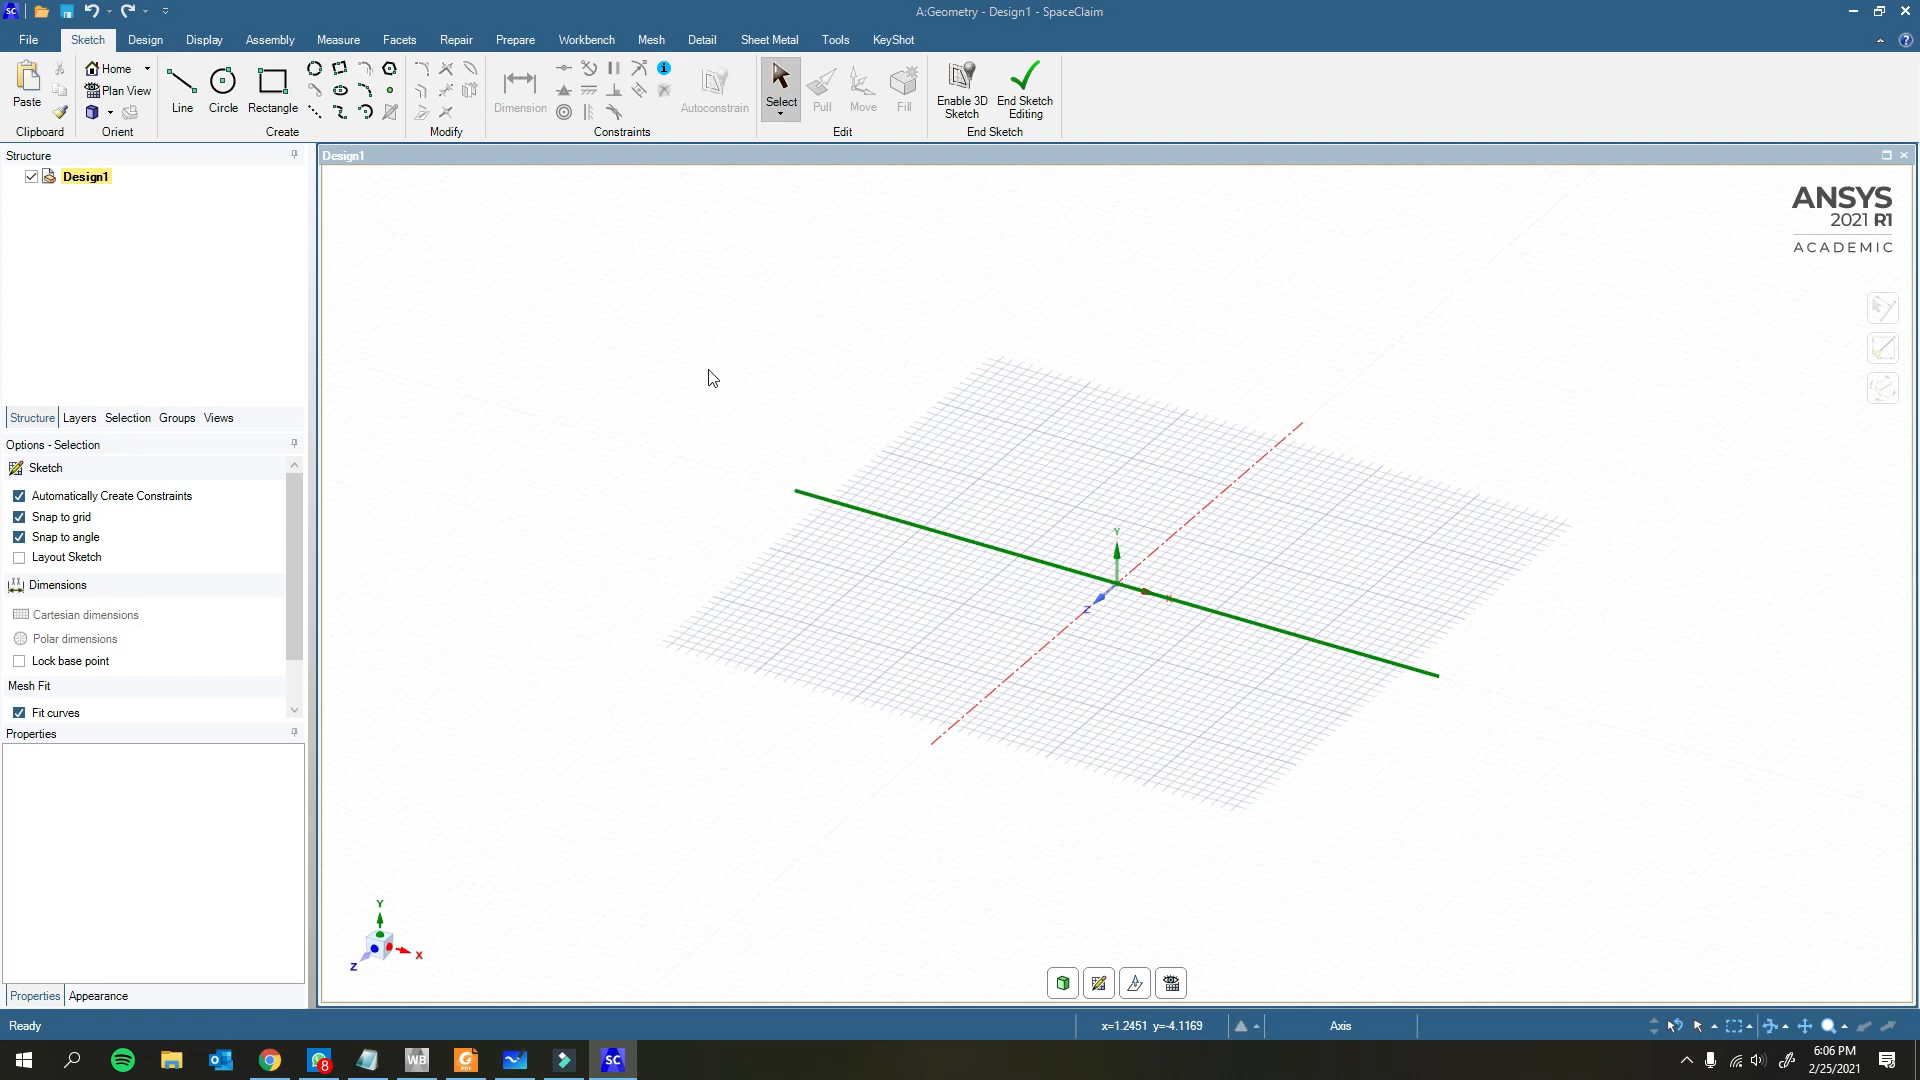 SC
A:Geometry - Design1 - SpaceClaim
File Sketch Design Display Assembly Measure Facets Repair Prepare Workbench Mesh Detail Sheet Metal Tools KeyShot
Paste
Home
Plan View
Line Circle Rectangle
Dimension
Autoconstrain
Select Pull Move Fill
Enable 3D Sketch
End Sketch Editing
Clipboard Orient Create Modify Constraints Edit End Sketch
Structure
Design1
Design1
ANSYS
2021 R1
ACADEMIC
Structure Layers Selection Groups Views
Options - Selection
Sketch
Automatically Create Constraints
Snap to grid
Snap to angle
Layout Sketch
Dimensions
Cartesian dimensions
Polar dimensions
Lock base point
Mesh Fit
Fit curves
Properties
Y
X
Z
Y
X
Z
Properties Appearance
Ready
x=1.2451 y=-4.1169
Axis
8
WB
SC
6:06 PM
2/25/2021